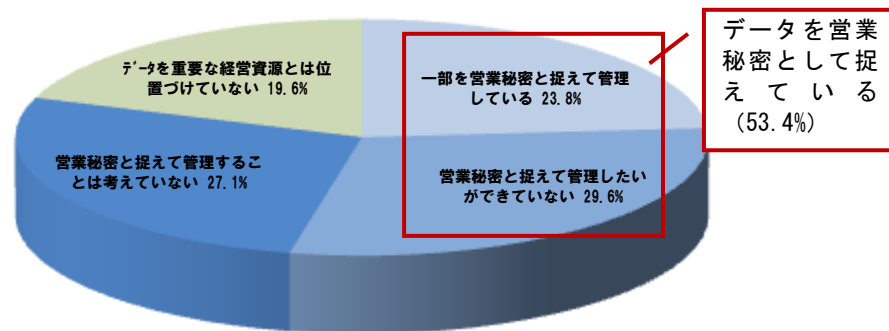 データを営業
秘密として捉
えている
(53.4%)
ﾃﾞｰﾀを重要な経営資源とは位
置づけていない 19.6%
一部を営業秘密と捉えて管理
している 23.8%
営業秘密と捉えて管理するこ
とは考えていない 27.1%
営業秘密と捉えて管理したい
ができていない 29.6%